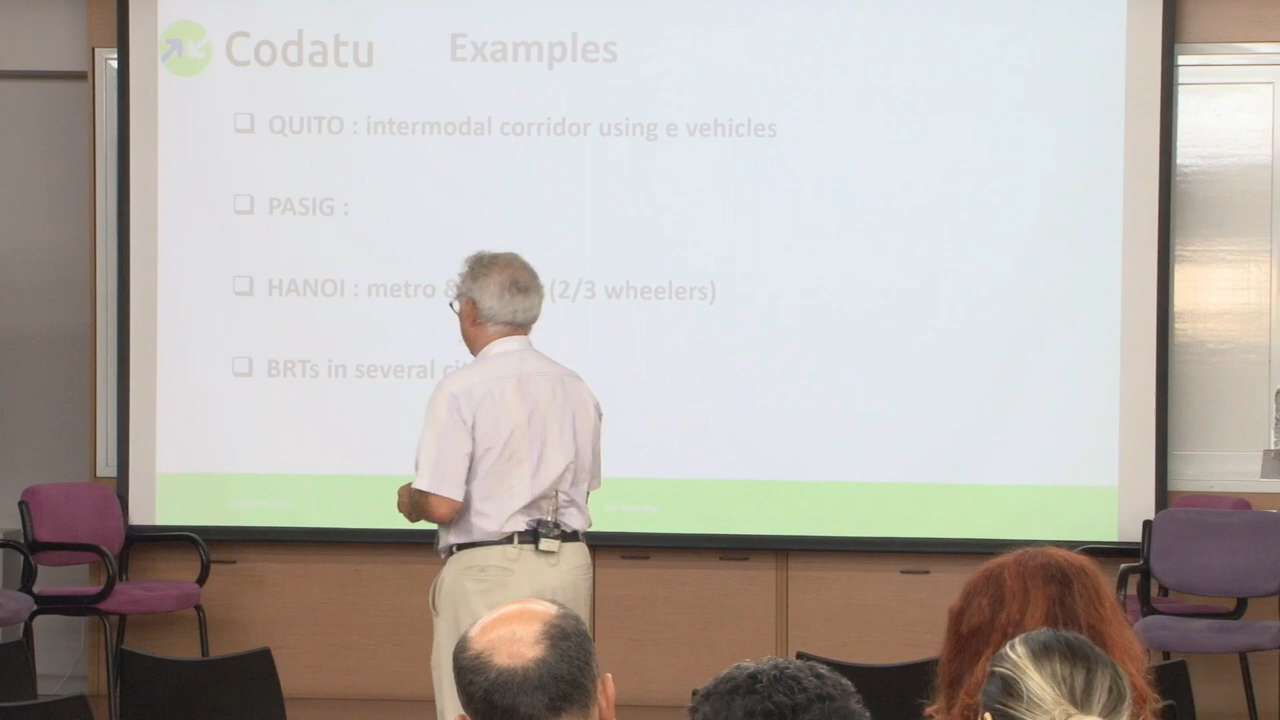 Codatu Examples
QUITO : intermodal corridor using e vehicles
PASIG :
HANOI : metro & (2/3 wheelers)
BRTs in several